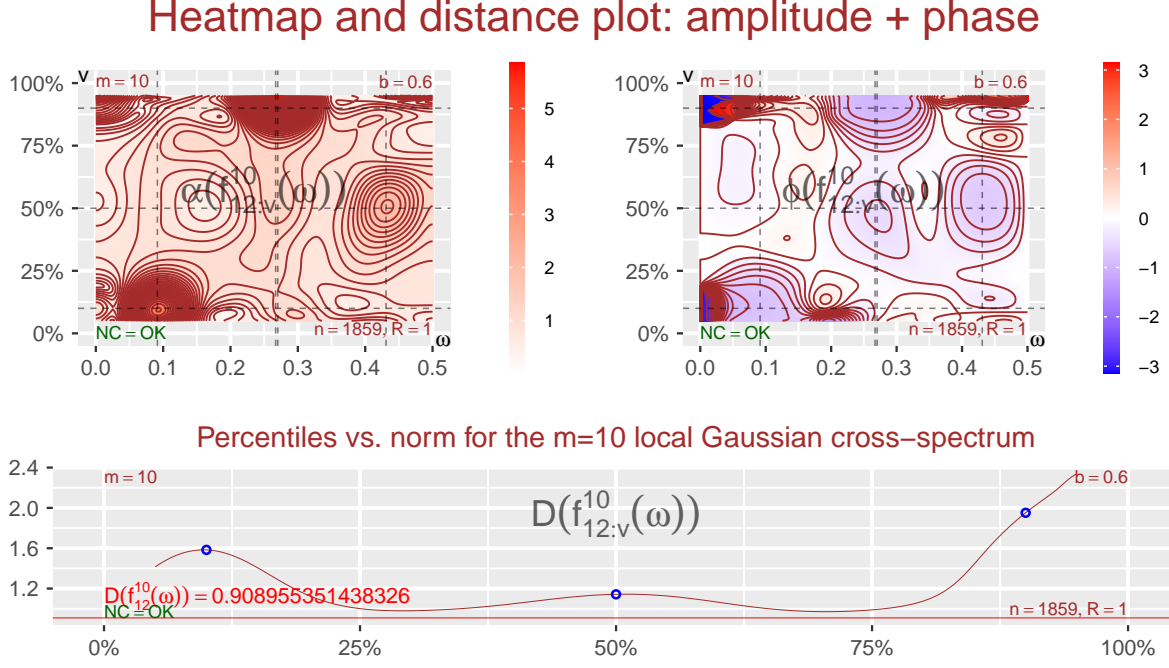 Heatmap and distance plot: amplitude + phase
v
100%
75%
50%
25%
0%
m = 10
b = 0.6
α(f¹⁰₁₂:ᵥ(ω))
NC = OK
n = 1859, R = 1
ω
0.0 0.1 0.2 0.3 0.4 0.5
5
4
3
2
1
v
100%
75%
50%
25%
0%
m = 10
b = 0.6
ϕ(f¹⁰₁₂:ᵥ(ω))
NC = OK
n = 1859, R = 1
ω
0.0 0.1 0.2 0.3 0.4 0.5
3
2
1
0
−1
−2
−3
Percentiles vs. norm for the m=10 local Gaussian cross−spectrum
2.4
2.0
1.6
1.2
m = 10
b = 0.6
D(f¹⁰₁₂:ᵥ(ω))
D(f¹⁰₁₂(ω)) = 0.908955351438326
NC = OK
n = 1859, R = 1
0% 25% 50% 75% 100%